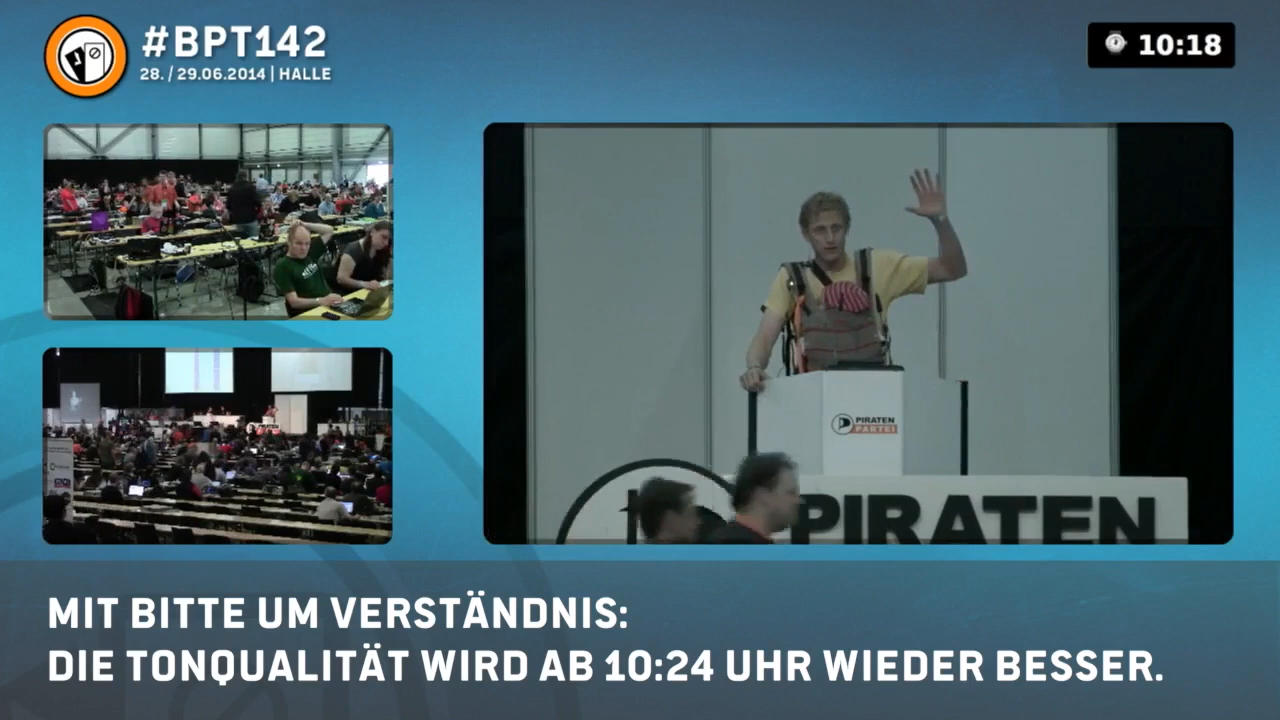 #BPT142
28. / 29.06.2014 | HALLE
10:18
PIRATEN
PARTEI
PIRATEN
MIT BITTE UM VERSTÄNDNIS:
DIE TONQUALITÄT WIRD AB 10:24 UHR WIEDER BESSER.